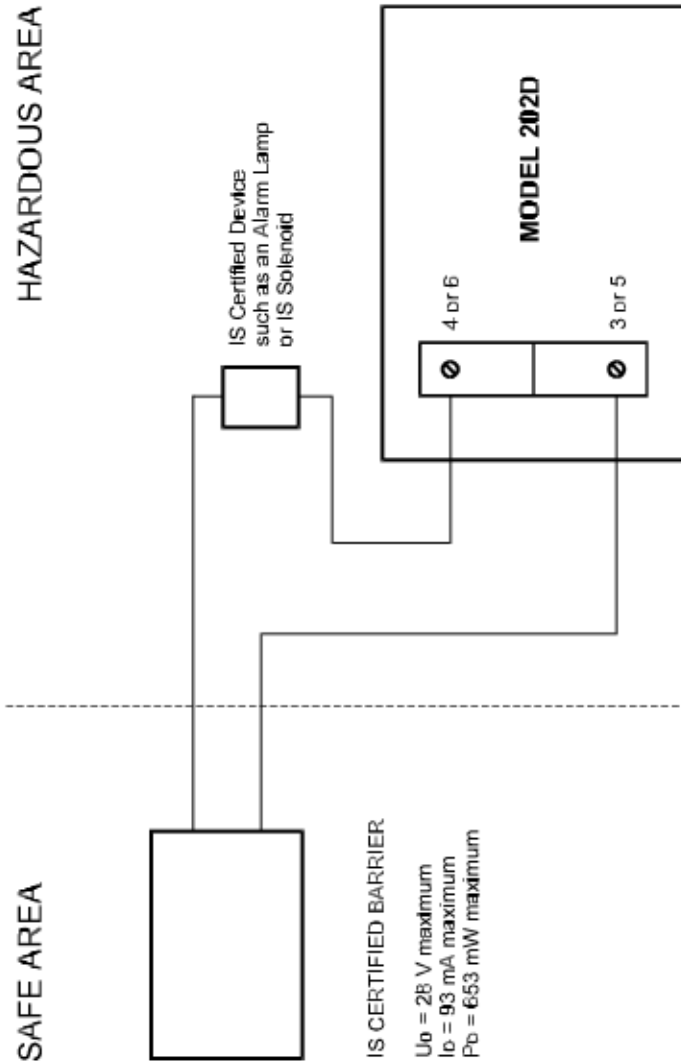 SAFE AREA
HAZARDOUS AREA
IS Certified Device
such as an Alarm Lamp
or IS Solenoid
MODEL 202D
4 or 6
3 or 5
IS CERTIFIED BARRIER
Uo = 28 V maximum
Io = 93 mA maximum
Po = 653 mW maximum